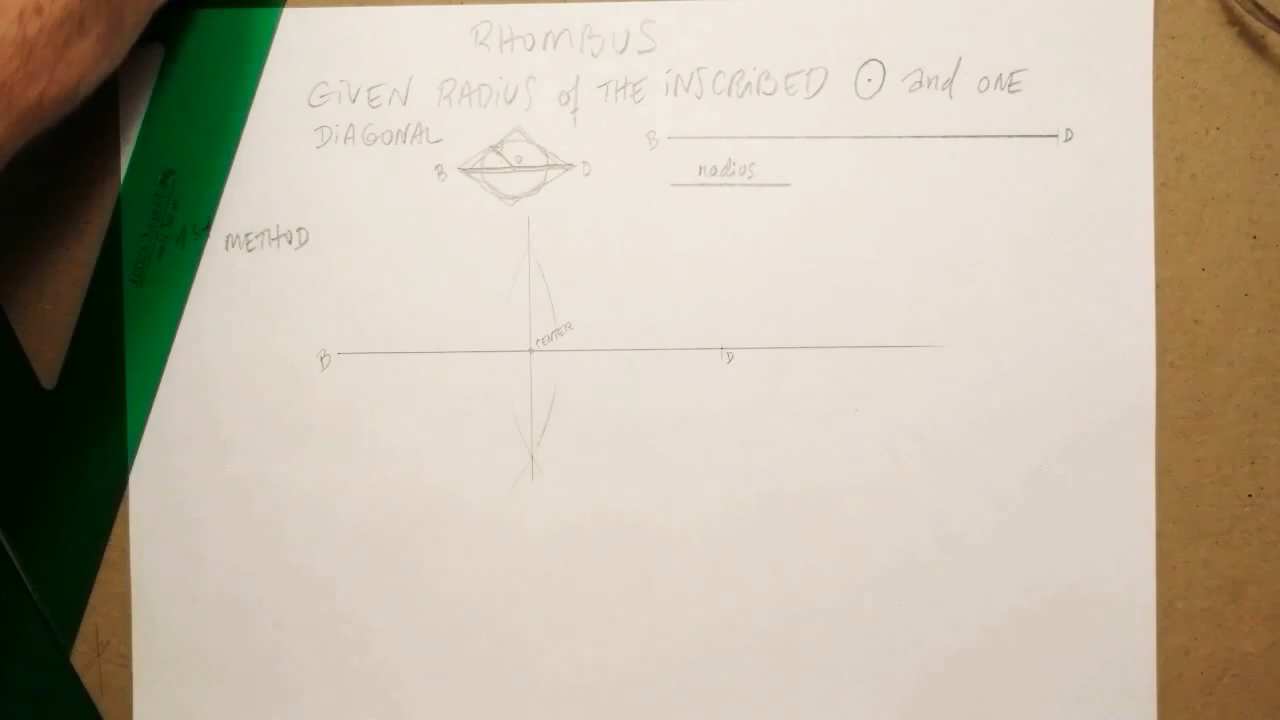 RHOMBUS
GIVEN RADIUS of THE INSCRIBED ⊙ and ONE
DIAGONAL
B D
B O D
radius
METHOD
CENTER
B D